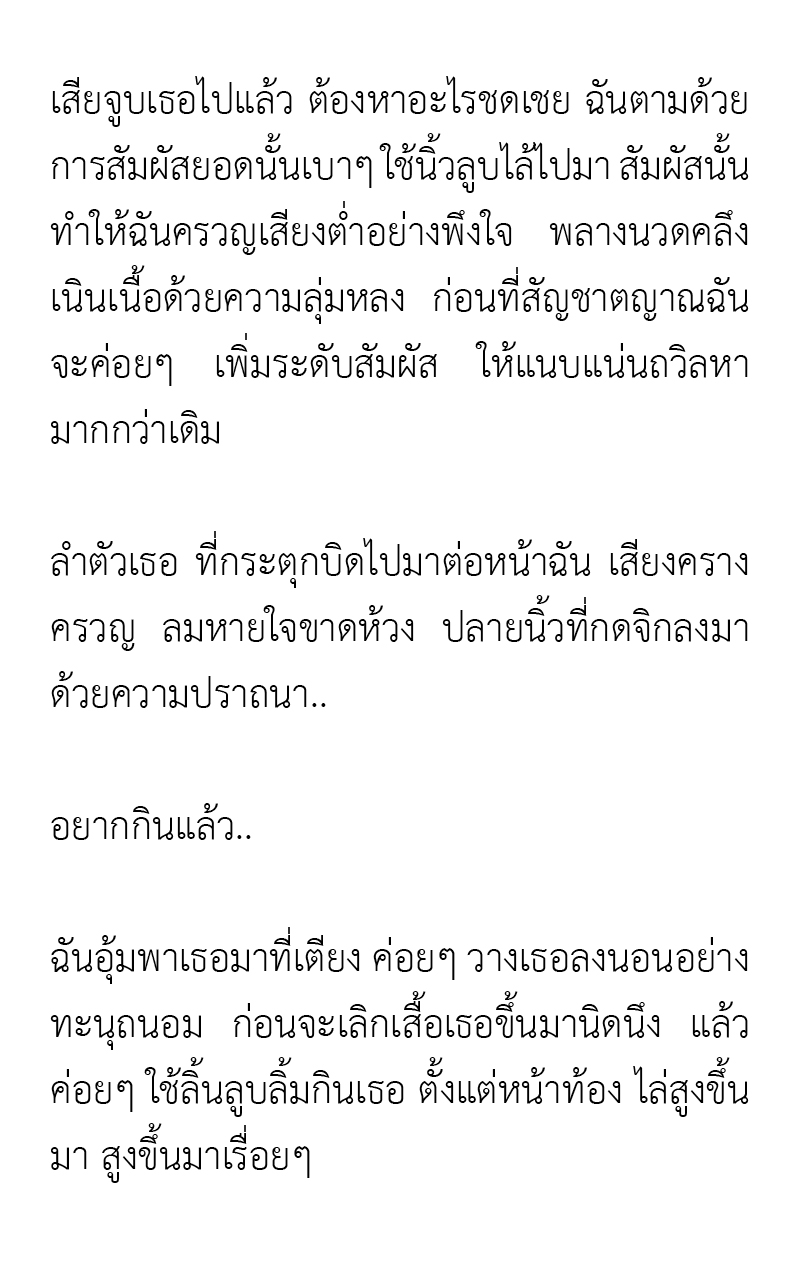 เสียจูบเธอไปแล้ว ต้องหาอะไรชดเชย ฉันตามด้วย
การสัมผัสยอดนั้นเบาๆ ใช้นิ้วลูบไล้ไปมา สัมผัสนั้น
ทำให้ฉันครวญเสียงต่ำอย่างพึงใจ พลางนวดคลึง
เนินเนื้อด้วยความลุ่มหลง ก่อนที่สัญชาตญาณฉัน
จะค่อยๆ เพิ่มระดับสัมผัส ให้แนบแน่นถวิลหา
มากกว่าเดิม
ลำตัวเธอ ที่กระตุกบิดไปมาต่อหน้าฉัน เสียงคราง
ครวญ ลมหายใจขาดห้วง ปลายนิ้วที่กดจิกลงมา
ด้วยความปราถนา..
อยากกินแล้ว..
ฉันอุ้มพาเธอมาที่เตียง ค่อยๆ วางเธอลงนอนอย่าง
ทะนุถนอม ก่อนจะเลิกเสื้อเธอขึ้นมานิดนึง แล้ว
ค่อยๆ ใช้ลิ้นลูบลิ้มกินเธอ ตั้งแต่หน้าท้อง ไล่สูงขึ้น
มา สูงขึ้นมาเรื่อยๆ